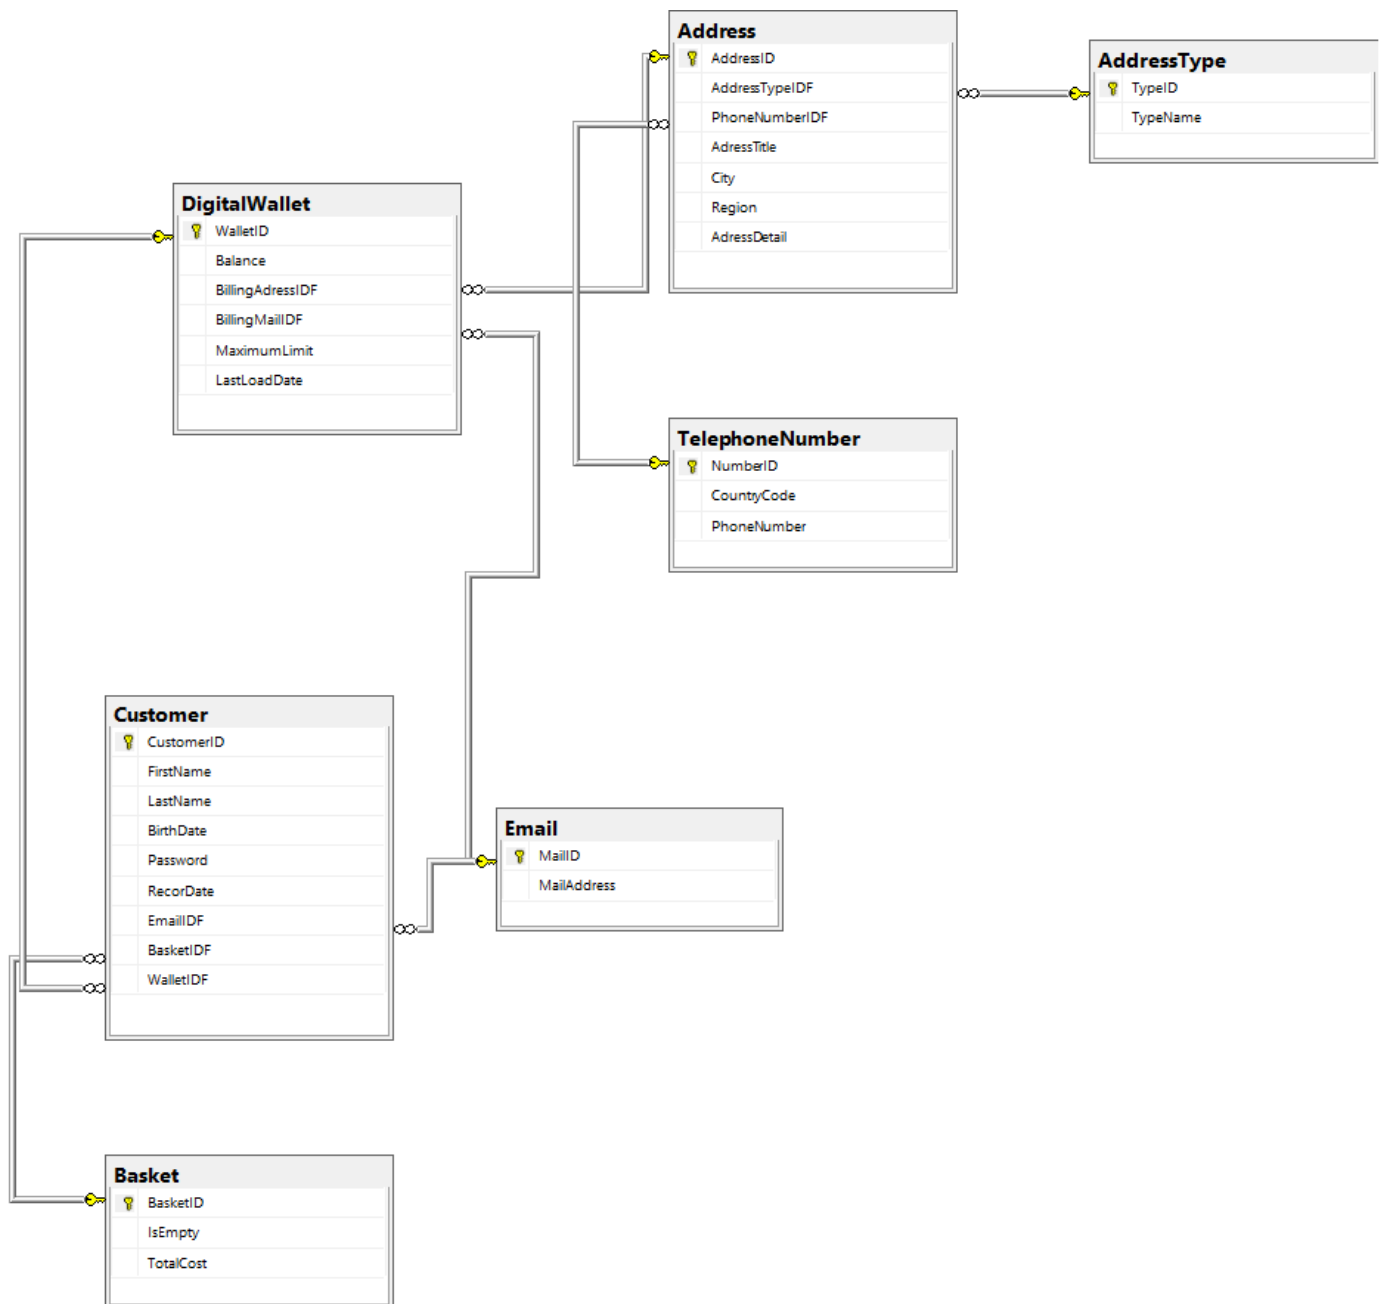 Address
AddressID
AddressTypeIDF
PhoneNumberIDF
AdressTitle
City
Region
AdressDetail
AddressType
TypeID
TypeName
DigitalWallet
WalletID
Balance
BillingAdressIDF
BillingMailIDF
MaximumLimit
LastLoadDate
TelephoneNumber
NumberID
CountryCode
PhoneNumber
Customer
CustomerID
FirstName
LastName
BirthDate
Password
RecorDate
EmailIDF
BasketIDF
WalletIDF
Email
MailID
MailAddress
Basket
BasketID
IsEmpty
TotalCost